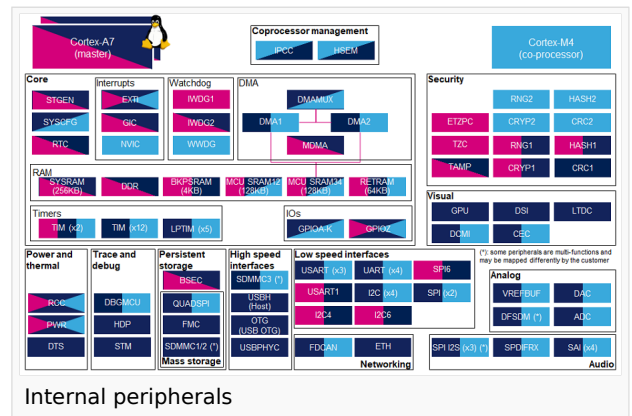 Cortex-A7
(master)
Coprocessor management
IPCC
HSEM
Cortex-M4
(co-processor)
Core
STGEN
SYSCFG
RTC
Interrupts
EXTI
GIC
NVIC
Watchdog
IWDG1
IWDG2
WWDG
DMA
DMAMUX
DMA1
DMA2
MDMA
Security
RNG2
HASH2
ETZPC
CRYP2
CRC2
TZC
RNG1
HASH1
TAMP
CRYP1
CRC1
RAM
SYSRAM
(256KB)
DDR
BKPSRAM
(4KB)
MCU SRAM12
(128KB)
MCU SRAM34
(128KB)
RETRAM
(64KB)
Timers
TIM (x2)
TIM (x12)
LPTIM (x5)
IOs
GPIOA-K
GPIOZ
Visual
GPU
DSI
LTDC
DCMI
CEC
Power and
thermal
RCC
PWR
DTS
Trace and
debug
DBGMCU
HDP
STM
Persistent
storage
BSEC
QUADSPI
FMC
SDMMC1/2 (*)
Mass storage
High speed
interfaces
SDMMC3 (*)
USBH
(Host)
OTG
(USB OTG)
USBPHYC
Low speed interfaces
USART (x3)
UART (x4)
SPI6
USART1
I2C (x4)
SPI (x2)
I2C4
I2C6
FDCAN
ETH
Networking
(*): some peripherals are multi-functions and
may be mapped differently by the customer
Analog
VREFBUF
DAC
DFSDM (*)
ADC
SPI I2S (x3) (*)
SPDIFRX
SAI (x4)
Audio
Internal peripherals